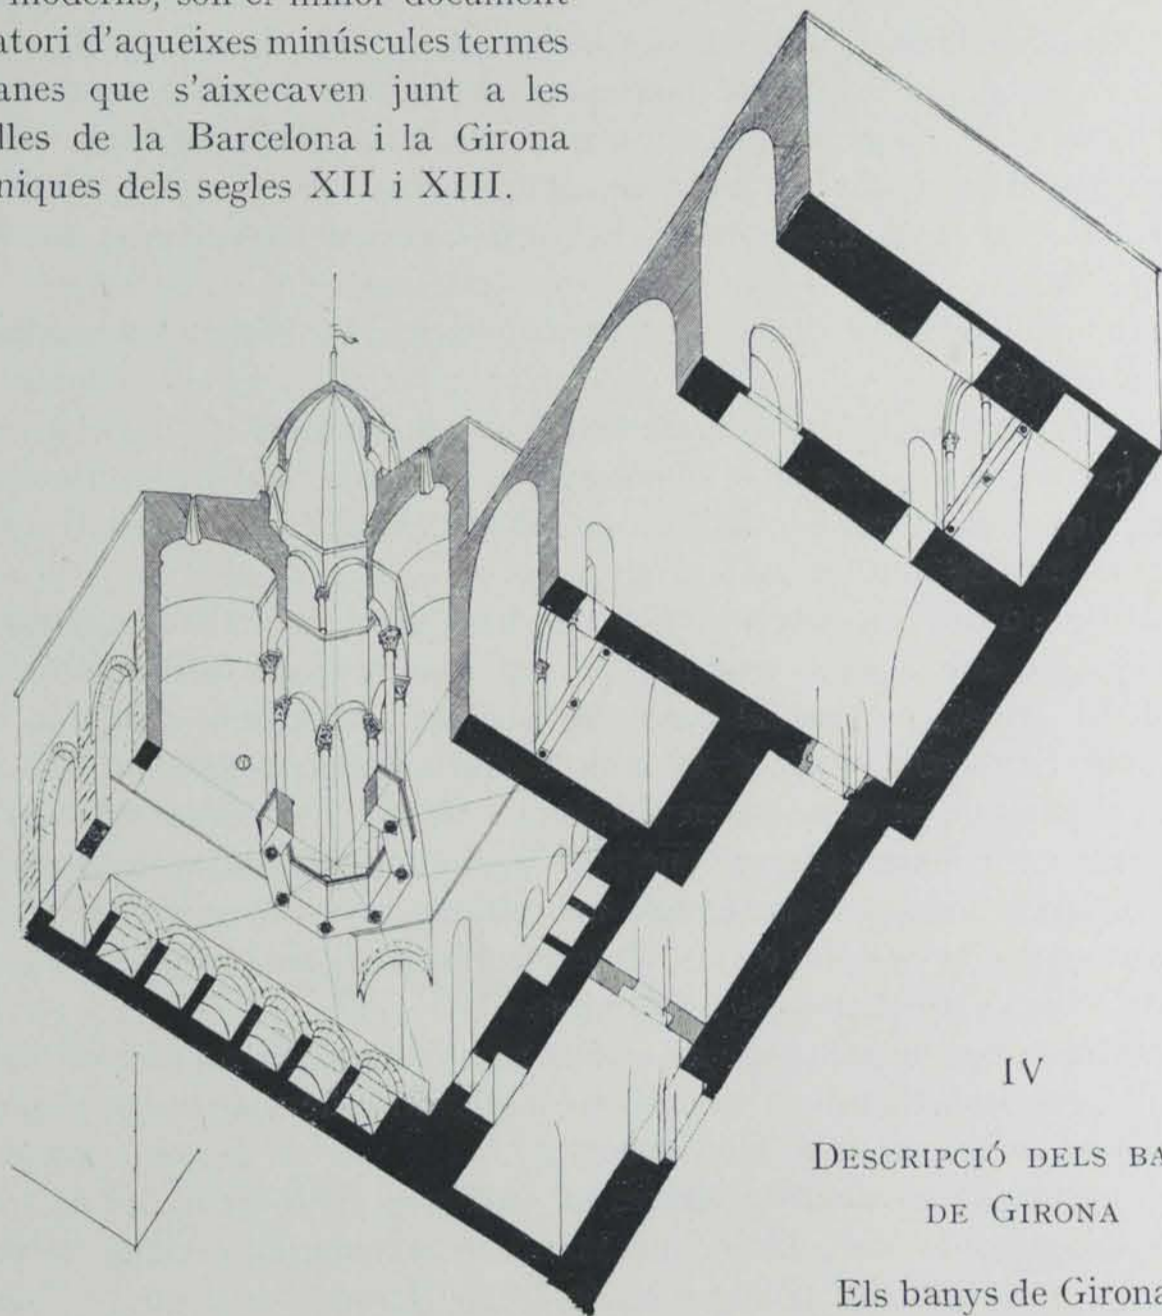 moderns, són el millor document
atori d'aqueixes minúscules termes
anes que s'aixecaven junt a les
lles de la Barcelona i la Girona
niques dels segles XII i XIII.
IV
DESCRIPCIÓ DELS BA
DE GIRONA
Els banys de Girona